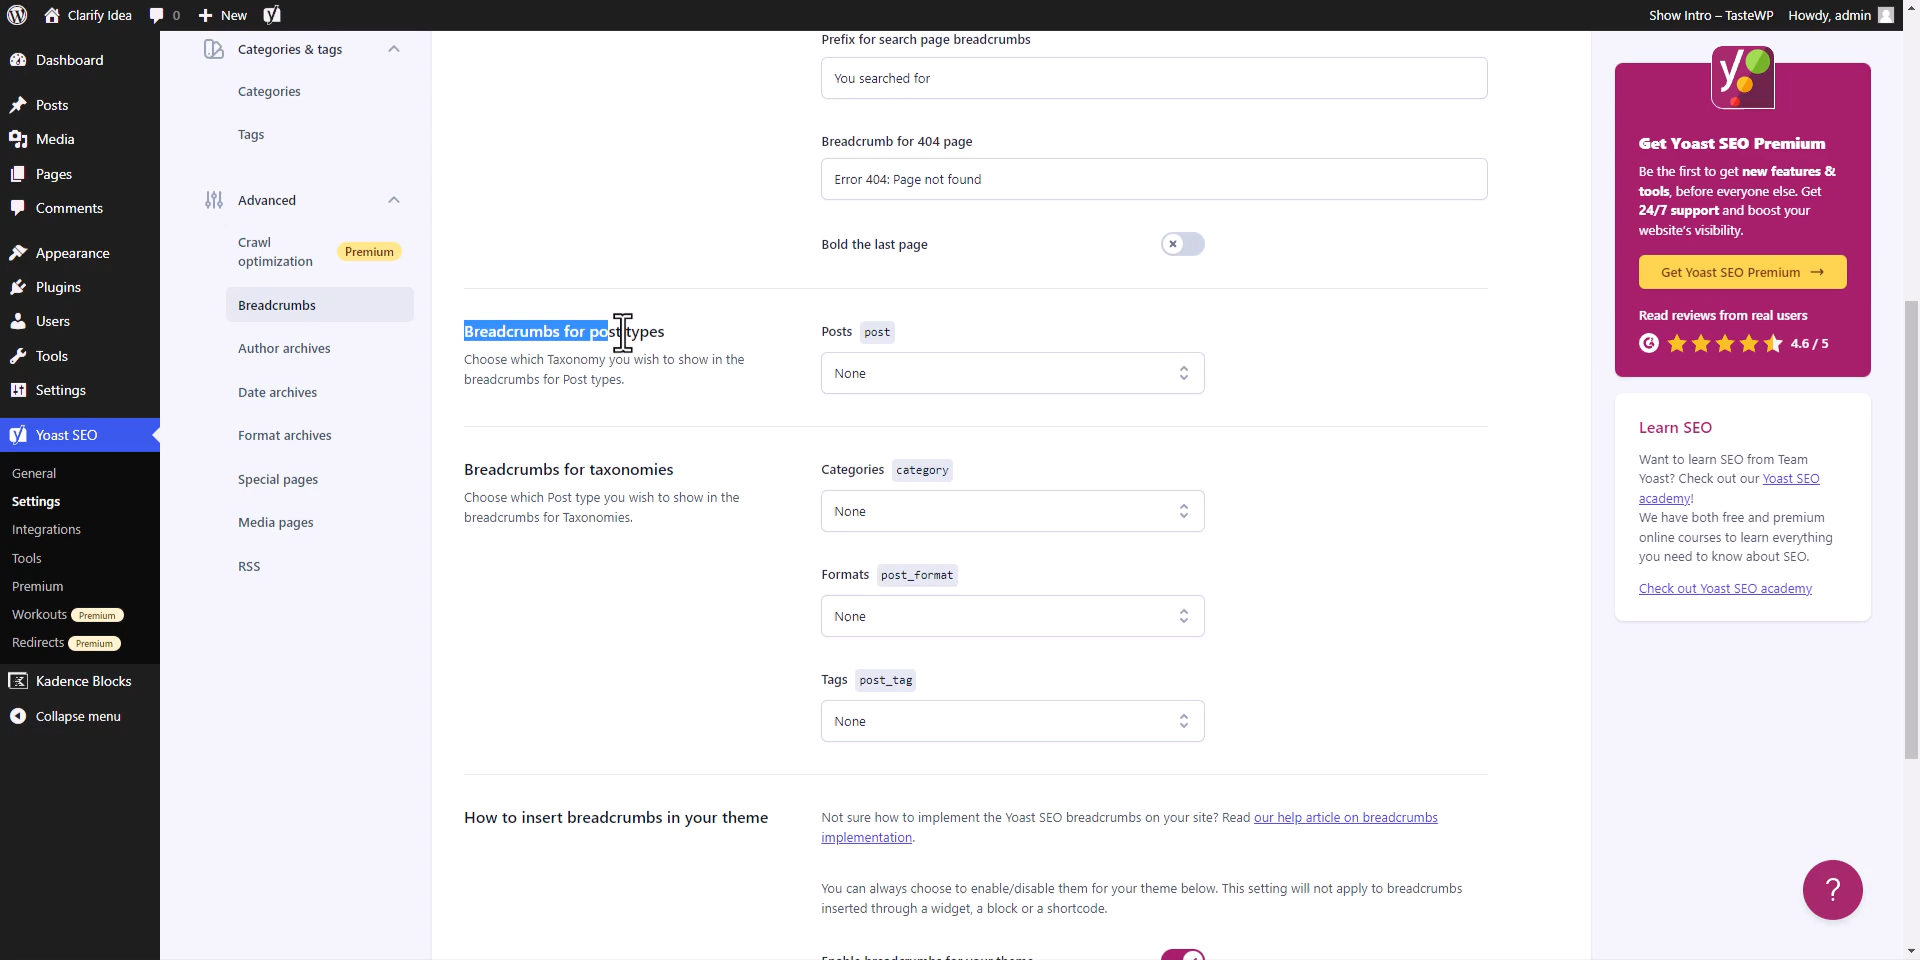 Clarify Idea
0
New
Show Intro – TasteWP
Howdy, admin
Dashboard
Posts
Media
Pages
Comments
Appearance
Plugins
Users
Tools
Settings
Yoast SEO
General
Settings
Integrations
Tools
Premium
Workouts Premium
Redirects Premium
Kadence Blocks
Collapse menu
Categories & tags
Categories
Tags
Advanced
Crawl
optimization
Premium
Breadcrumbs
Author archives
Date archives
Format archives
Special pages
Media pages
RSS
Prefix for search page breadcrumbs
You searched for
Breadcrumb for 404 page
Error 404: Page not found
Bold the last page
Breadcrumbs for post types
Choose which Taxonomy you wish to show in the
breadcrumbs for Post types.
Posts post
None
Breadcrumbs for taxonomies
Choose which Post type you wish to show in the
breadcrumbs for Taxonomies.
Categories category
None
Formats post_format
None
Tags post_tag
None
How to insert breadcrumbs in your theme
Not sure how to implement the Yoast SEO breadcrumbs on your site? Read our help article on breadcrumbs
implementation.
You can always choose to enable/disable them for your theme below. This setting will not apply to breadcrumbs
inserted through a widget, a block or a shortcode.
Enable breadcrumbs for your theme
Get Yoast SEO Premium
Be the first to get new features &
tools, before everyone else. Get
24/7 support and boost your
website's visibility.
Get Yoast SEO Premium →
Read reviews from real users
4.6 / 5
Learn SEO
Want to learn SEO from Team
Yoast? Check out our Yoast SEO
academy!
We have both free and premium
online courses to learn everything
you need to know about SEO.
Check out Yoast SEO academy
?